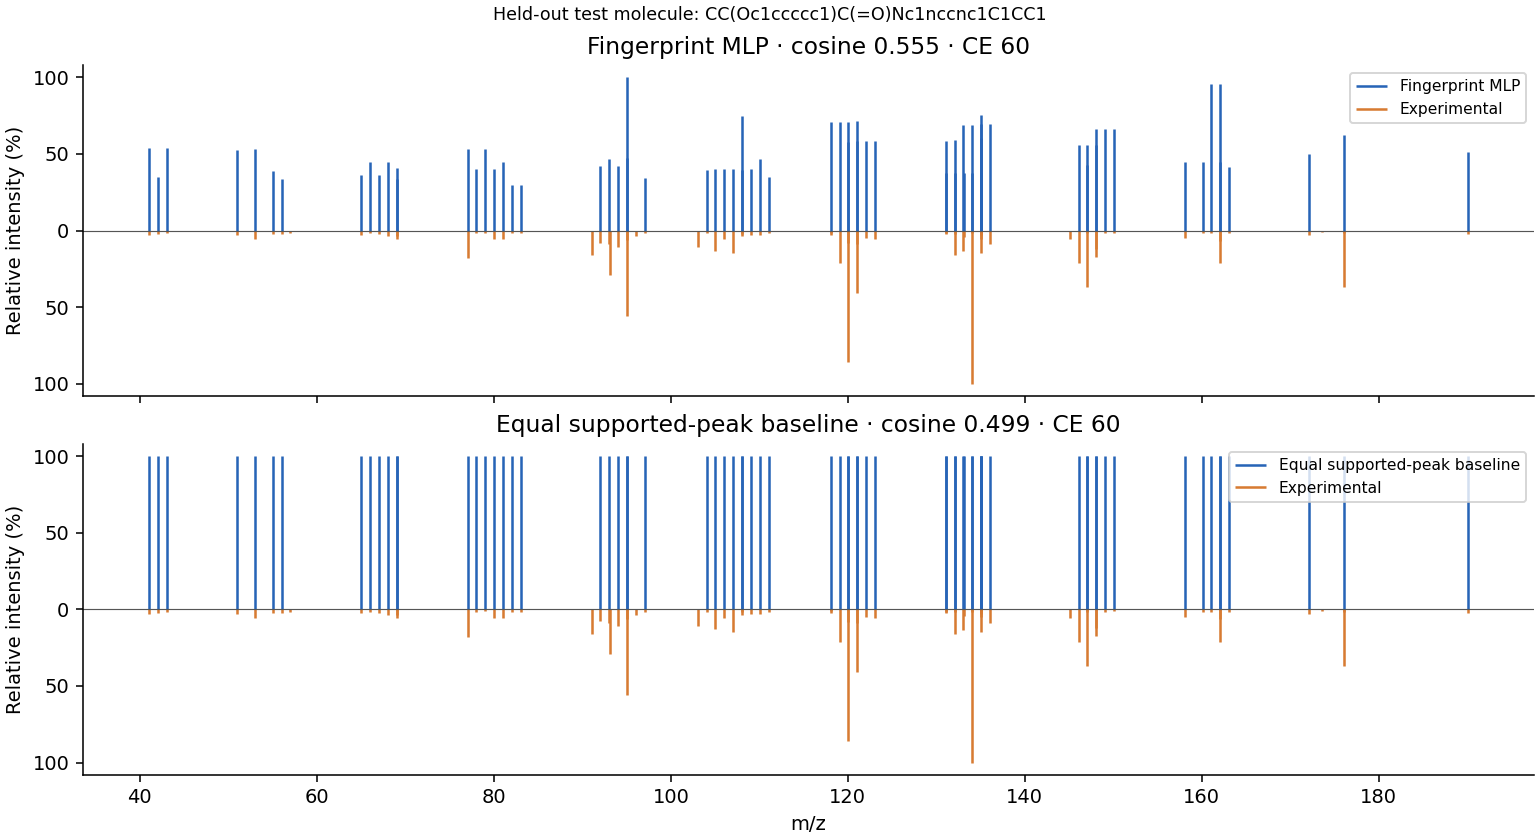 Held-out test molecule: CC(Oc1ccccc1)C(=O)Nc1nccnc1C1CC1
Fingerprint MLP · cosine 0.555 · CE 60
Fingerprint MLP
Experimental
Relative intensity (%)
100
50
0
50
100
Equal supported-peak baseline · cosine 0.499 · CE 60
Equal supported-peak baseline
Experimental
Relative intensity (%)
100
50
0
50
100
40 60 80 100 120 140 160 180
m/z